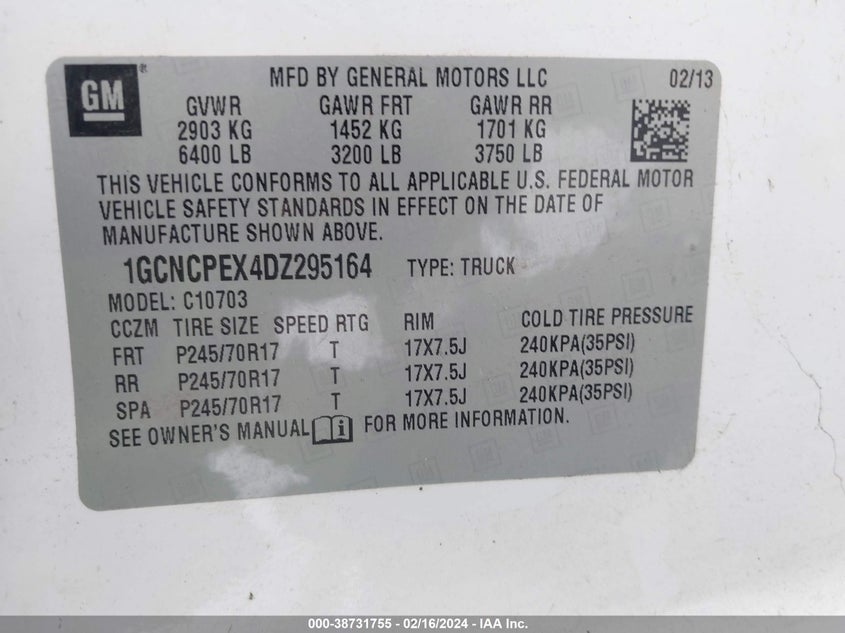 GM ® MFD BY GENERAL MOTORS LLC 02/13
GVWR GAWR FRT GAWR RR
2903 KG 1452 KG 1701 KG
6400 LB 3200 LB 3750 LB
THIS VEHICLE CONFORMS TO ALL APPLICABLE U.S. FEDERAL MOTOR
VEHICLE SAFETY STANDARDS IN EFFECT ON THE DATE OF
MANUFACTURE SHOWN ABOVE.
1GCNCPEX4DZ295164 TYPE: TRUCK
MODEL: C10703
CCZM TIRE SIZE SPEED RTG RIM COLD TIRE PRESSURE
FRT P245/70R17 T 17X7.5J 240KPA(35PSI)
RR P245/70R17 T 17X7.5J 240KPA(35PSI)
SPA P245/70R17 T 17X7.5J 240KPA(35PSI)
SEE OWNER'S MANUAL i FOR MORE INFORMATION.
000-38731755 - 02/16/2024 - IAA Inc.